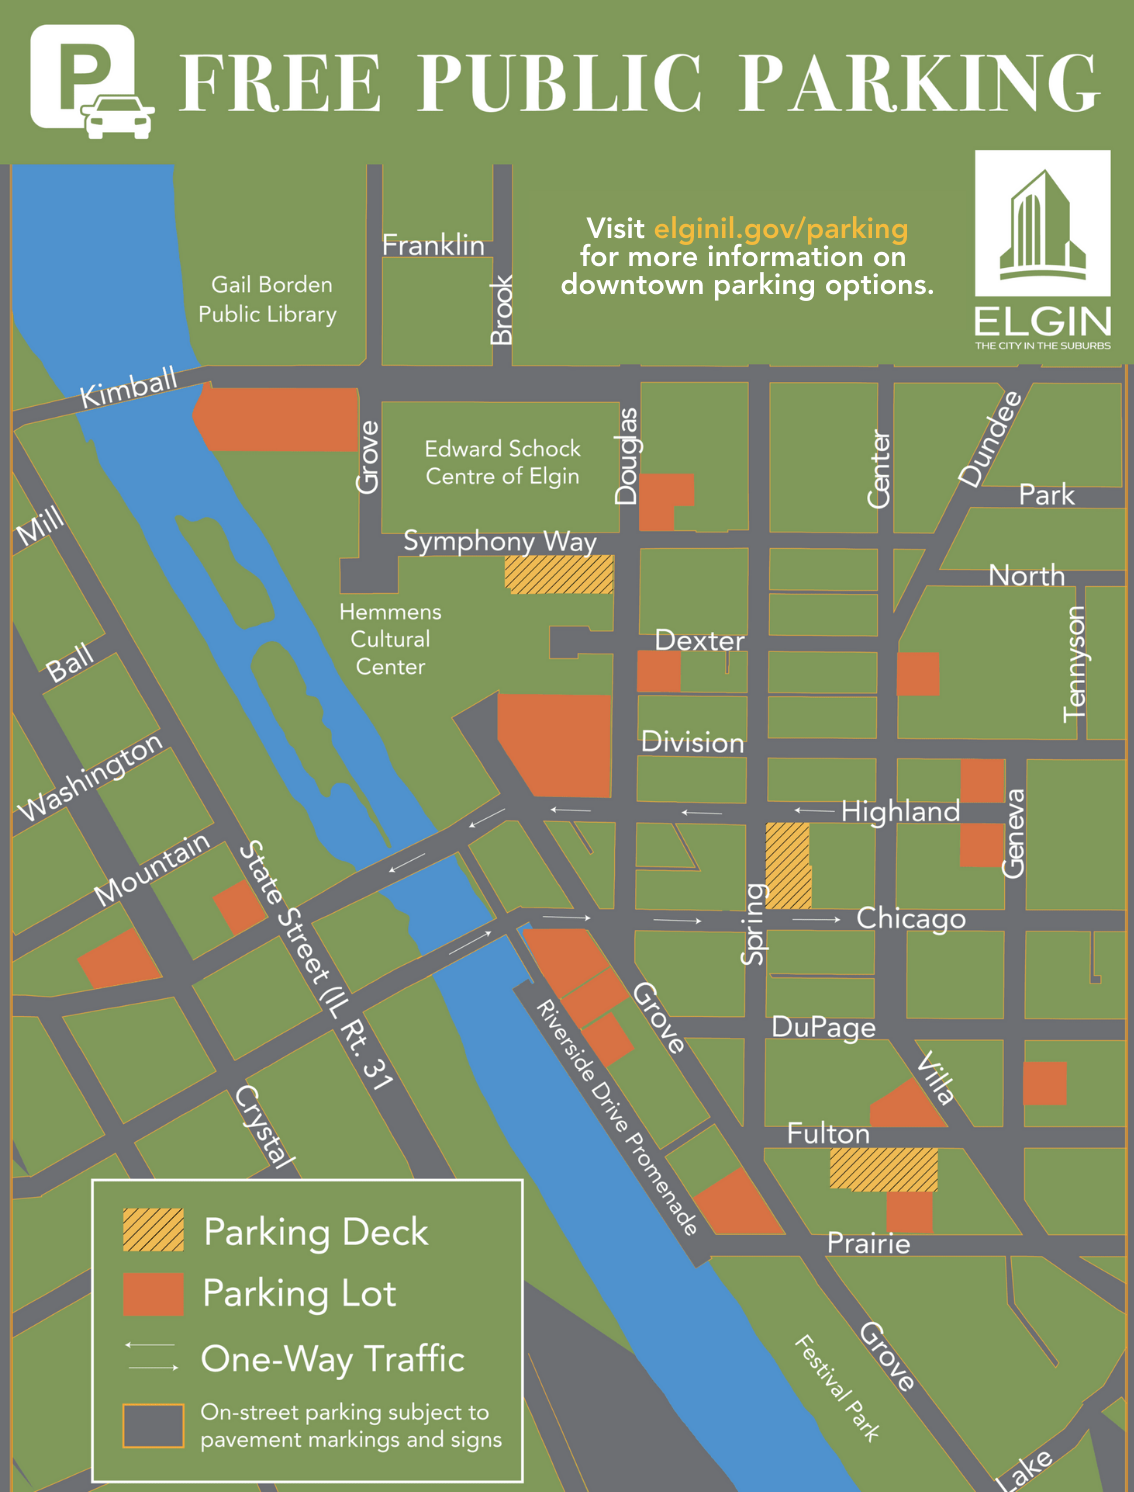 P
FREE PUBLIC PARKING
Visit elginil.gov/parking
for more information on
downtown parking options.
ELGIN
THE CITY IN THE SUBURBS
Franklin
Brook
Gail Borden
Public Library
Kimball
Grove
Edward Schock
Centre of Elgin
Douglas
Center
Dundee
Park
Mill
Symphony Way
North
Hemmens
Cultural
Center
Dexter
Tennyson
Ball
Division
Washington
Highland
Geneva
Mountain
State Street (IL Rt. 31
Spring
Chicago
Grove
DuPage
Riverside Drive Promenade
Villa
Crystal
Fulton
Prairie
Grove
Festival Park
Lake
Parking Deck
Parking Lot
One-Way Traffic
On-street parking subject to
pavement markings and signs